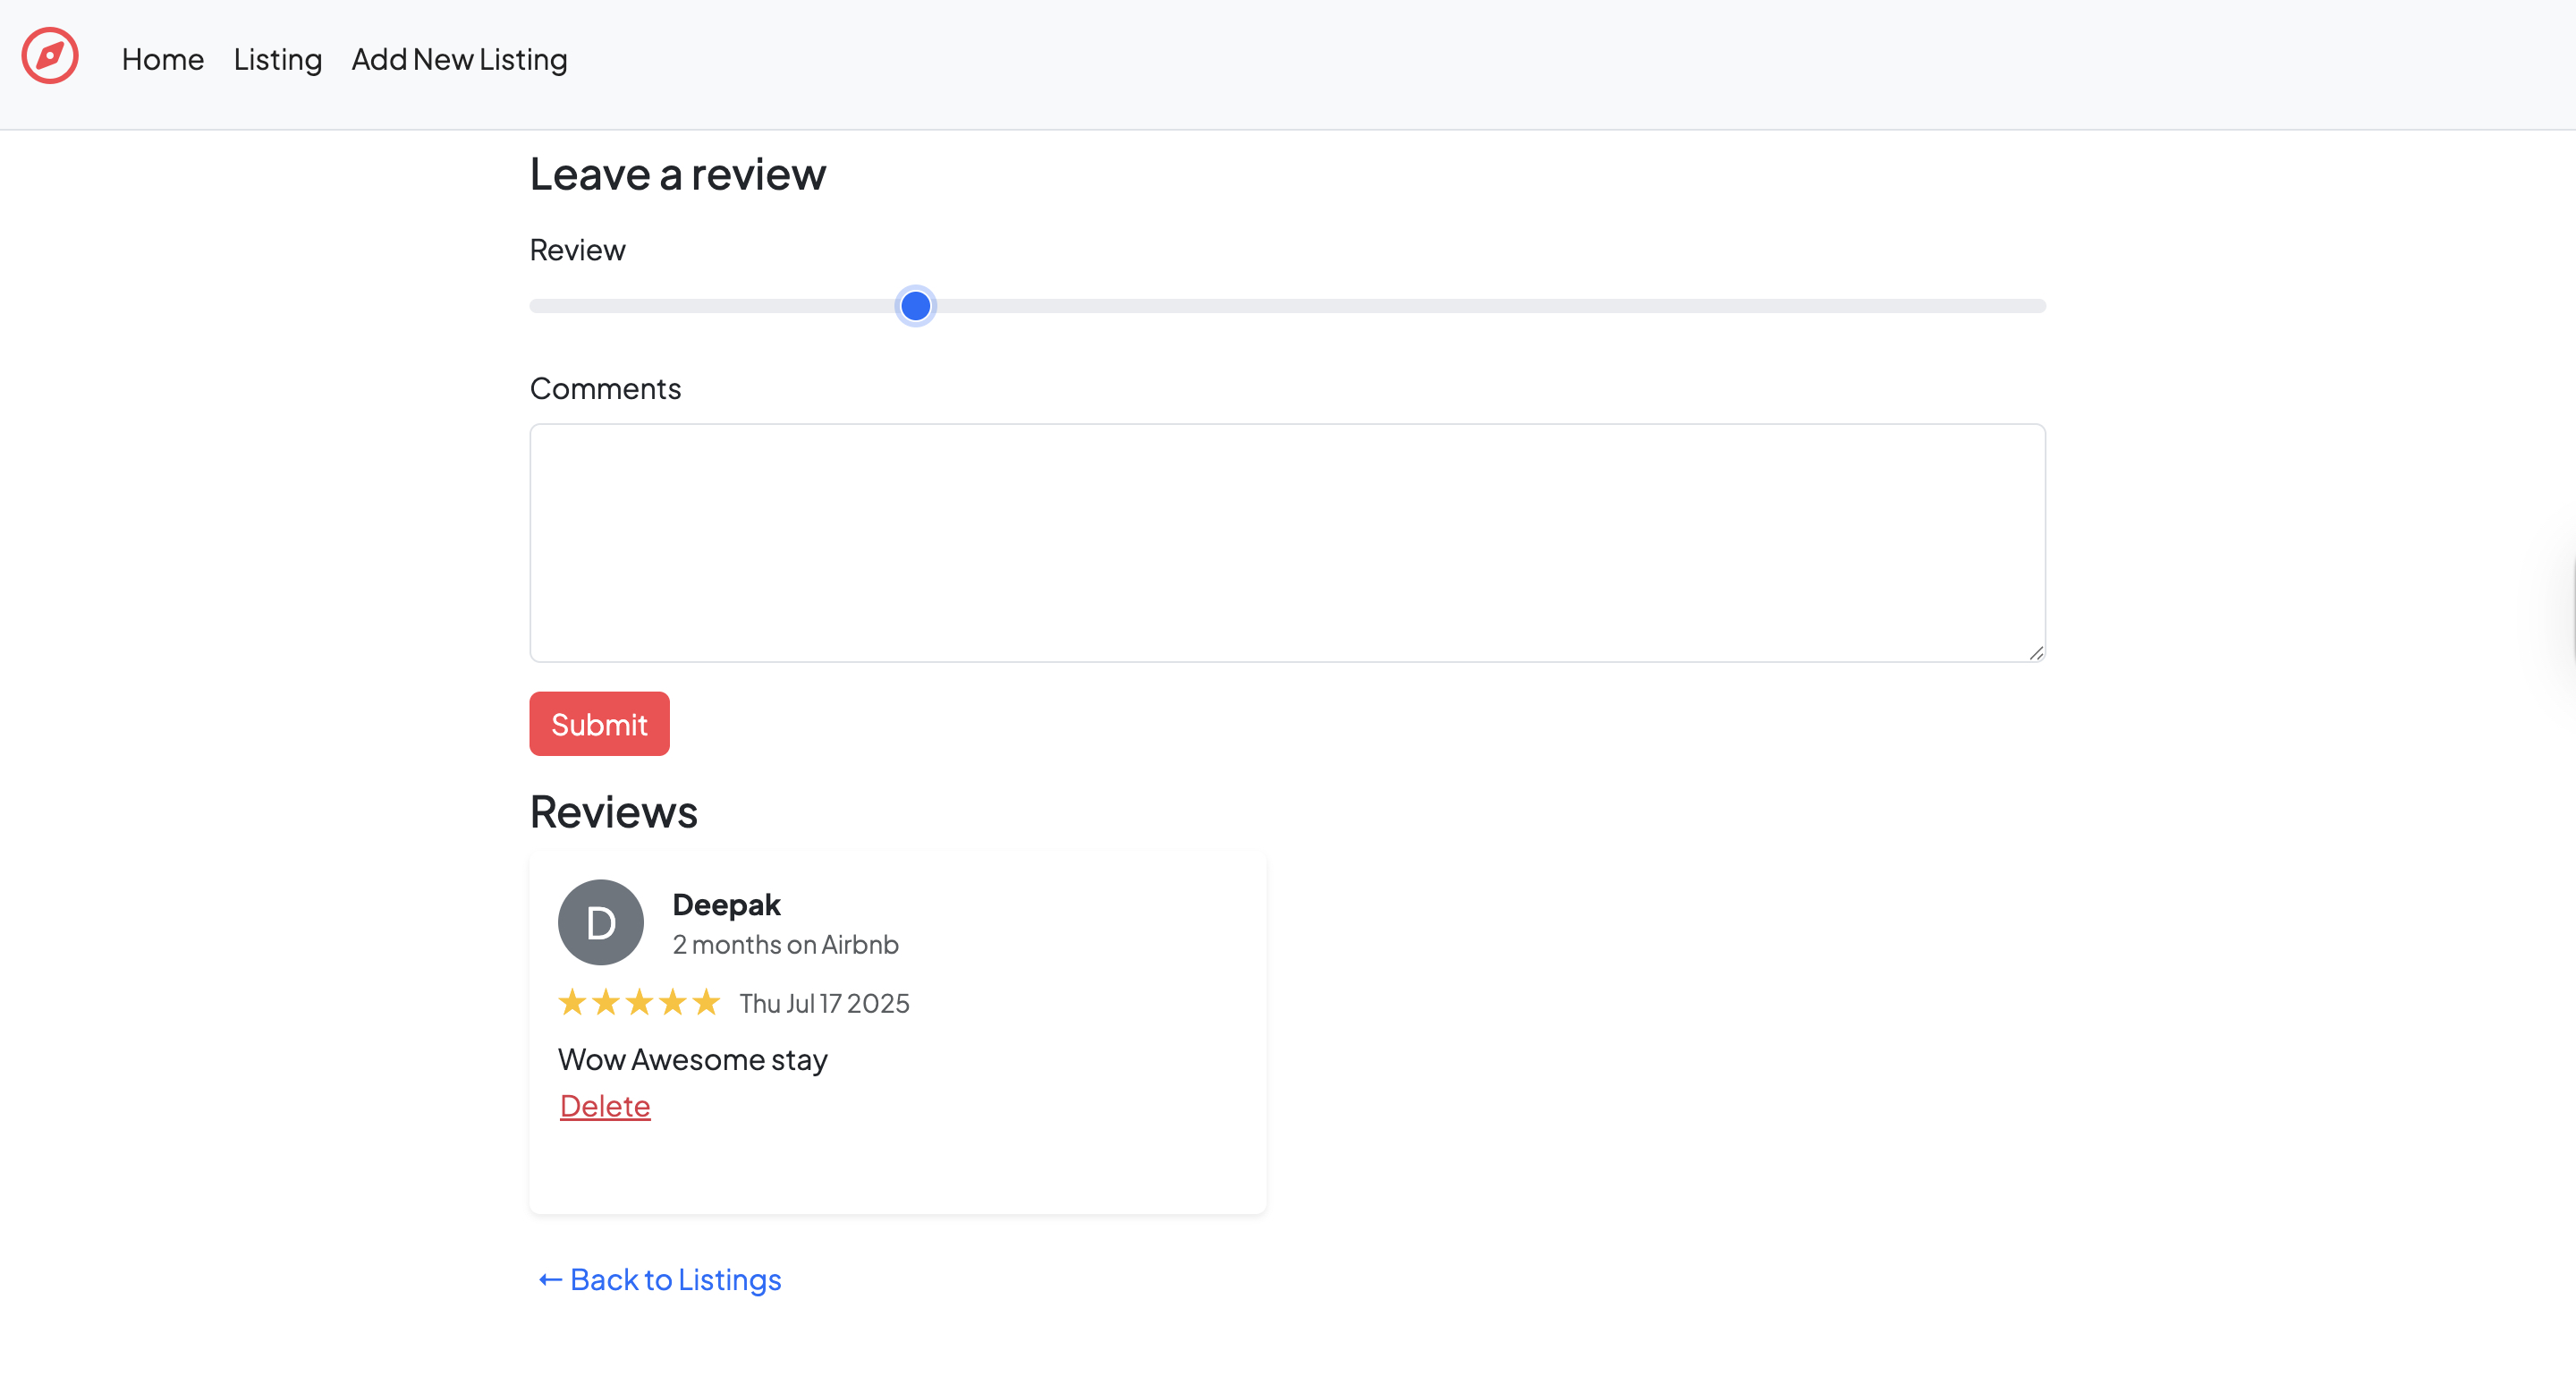 Home Listing Add New Listing
Leave a review
Review
Comments
Submit
Reviews
D
Deepak
2 months on Airbnb
★★★★★ Thu Jul 17 2025
Wow Awesome stay
Delete
← Back to Listings